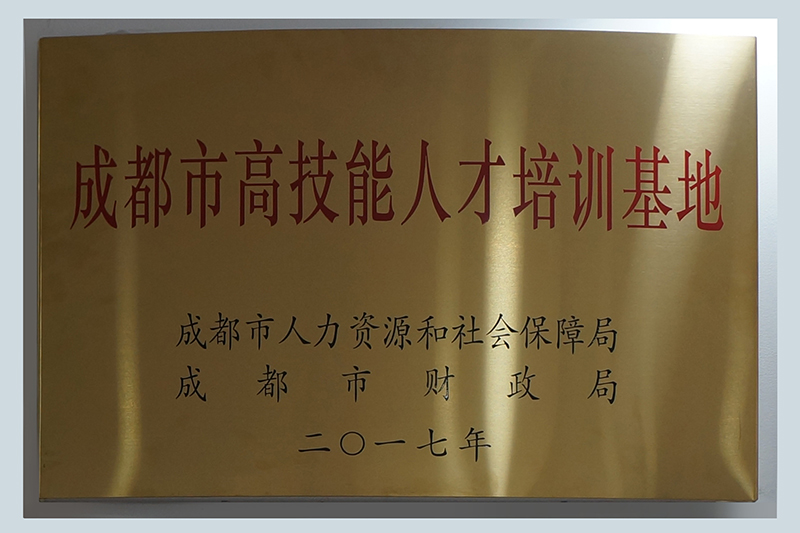 成都市高技能人才培训基地
成都市人力资源和社会保障局
成都市财政局
二〇一七年